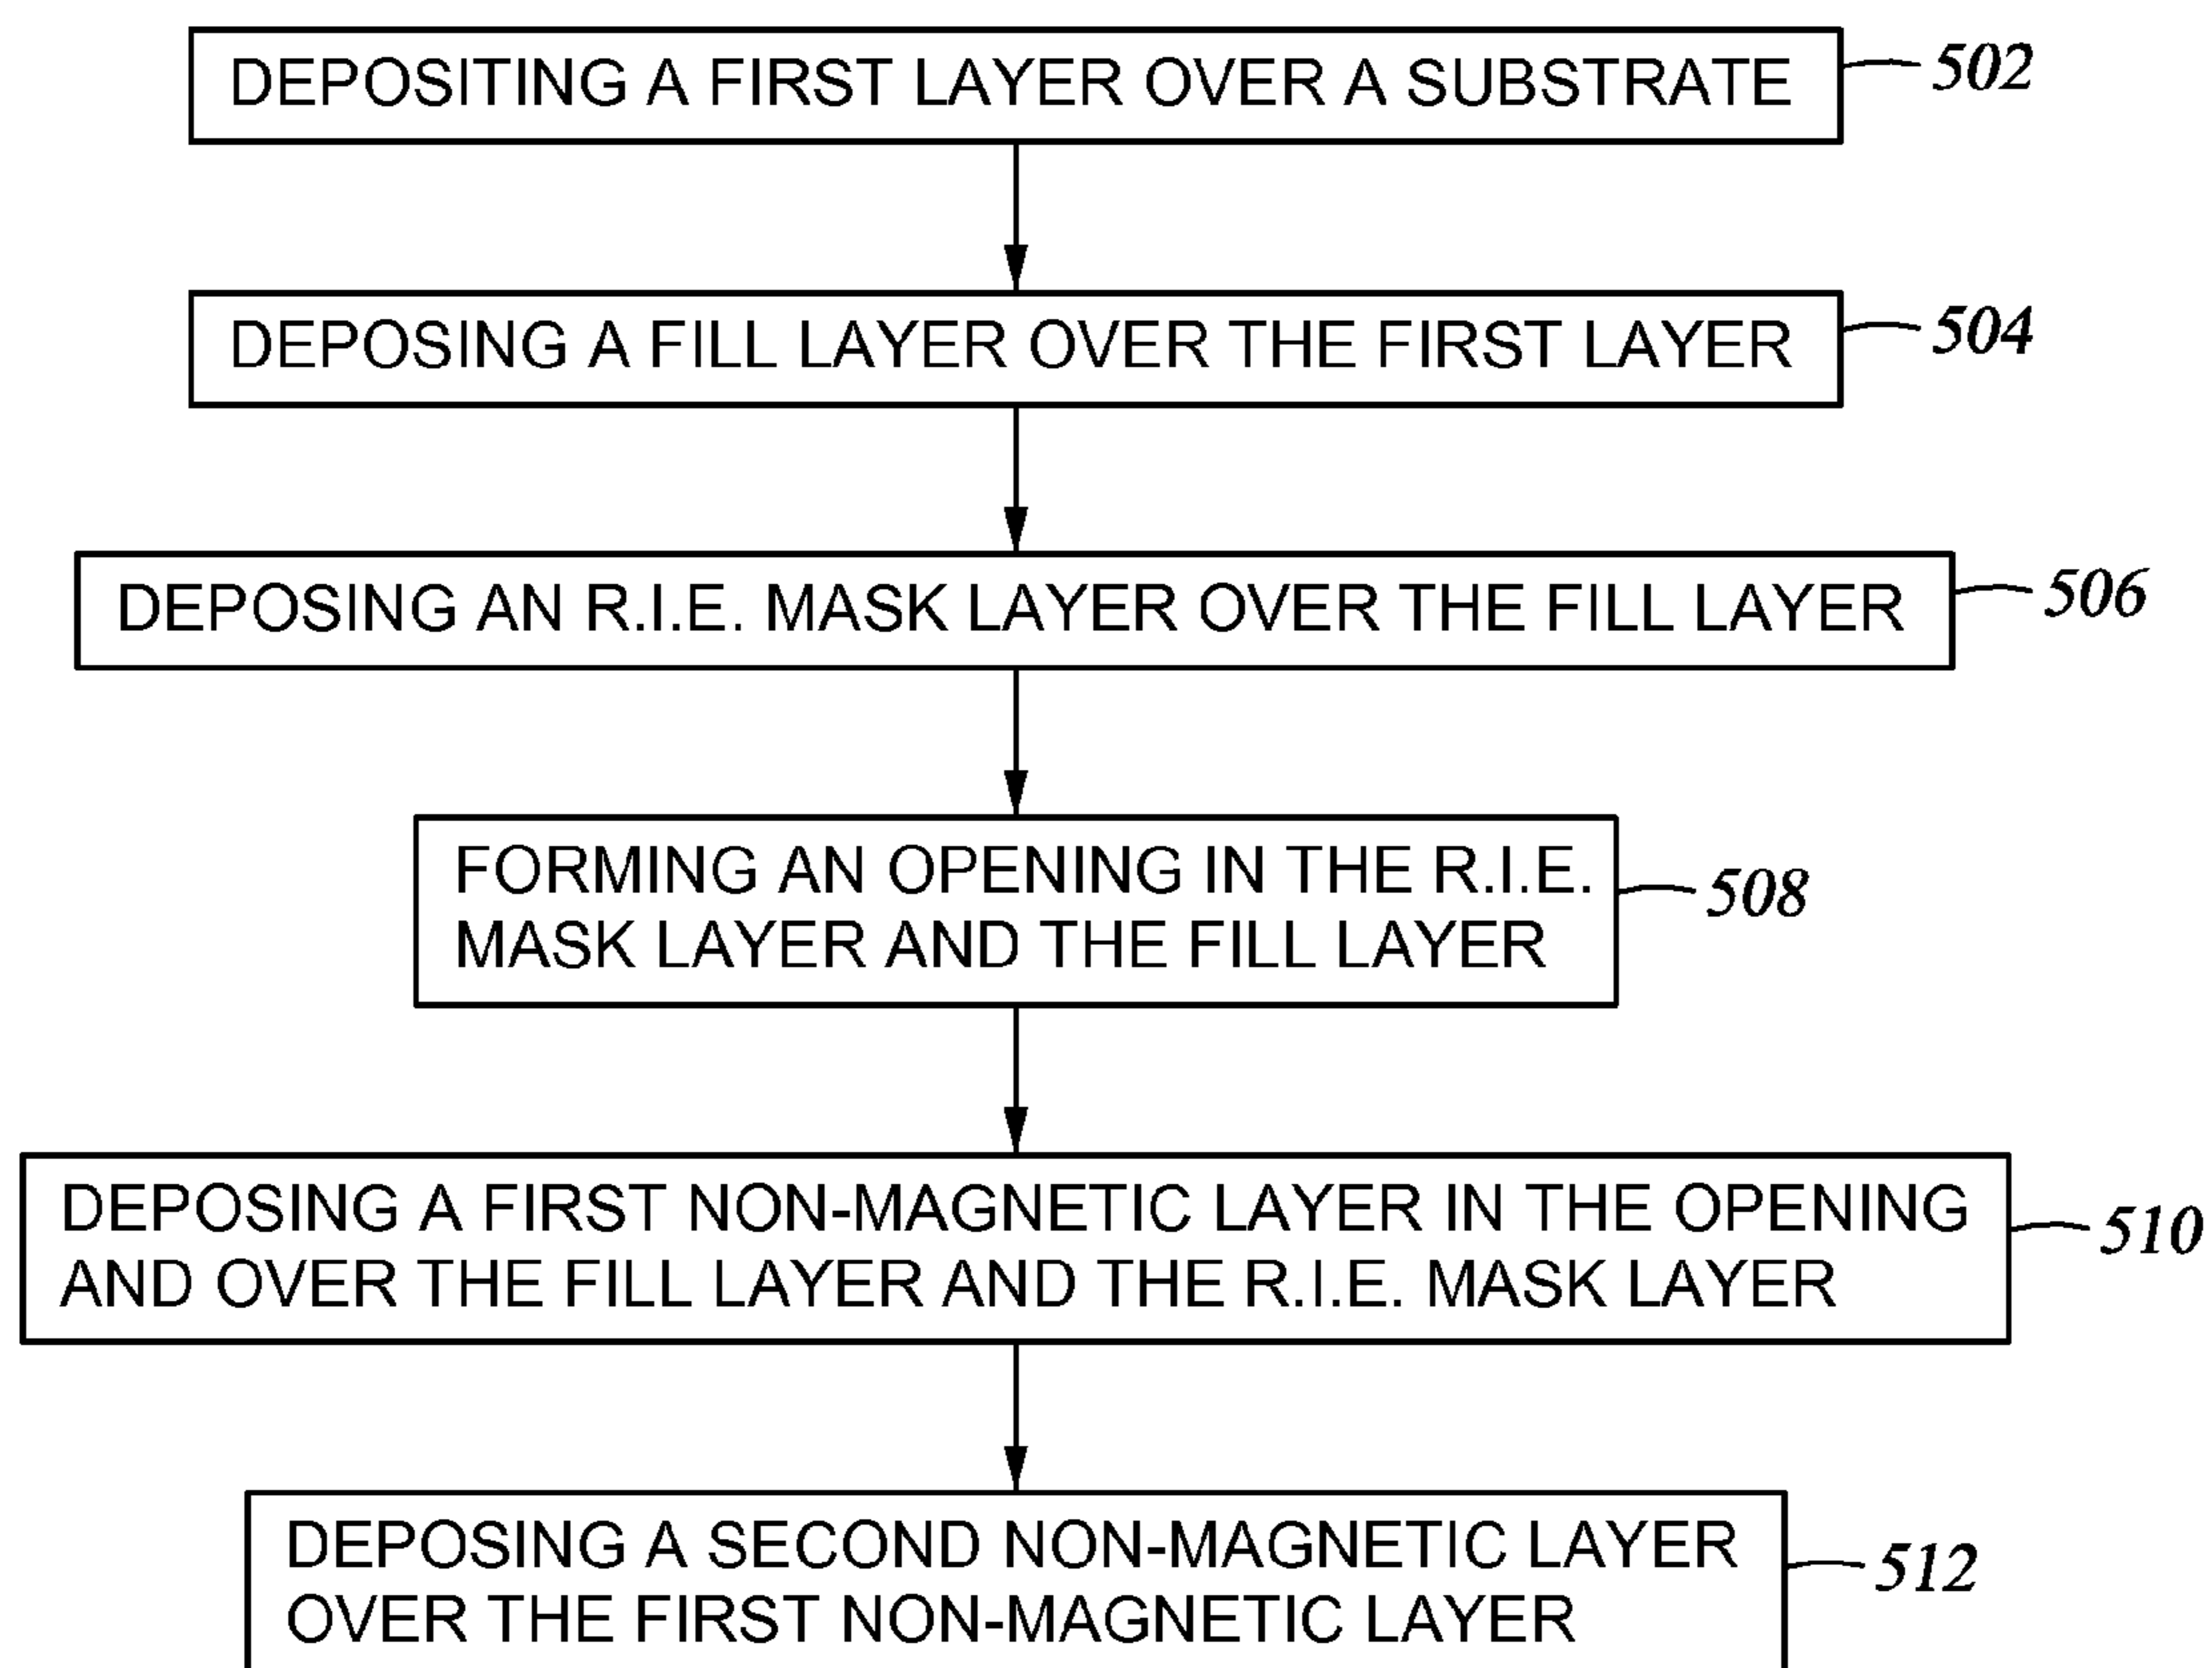 DEPOSITING A FIRST LAYER OVER A SUBSTRATE
502
DEPOSING A FILL LAYER OVER THE FIRST LAYER
504
DEPOSING AN R.I.E. MASK LAYER OVER THE FILL LAYER
506
FORMING AN OPENING IN THE R.I.E.
MASK LAYER AND THE FILL LAYER
508
DEPOSING A FIRST NON-MAGNETIC LAYER IN THE OPENING
AND OVER THE FILL LAYER AND THE R.I.E. MASK LAYER
510
DEPOSING A SECOND NON-MAGNETIC LAYER
OVER THE FIRST NON-MAGNETIC LAYER
512